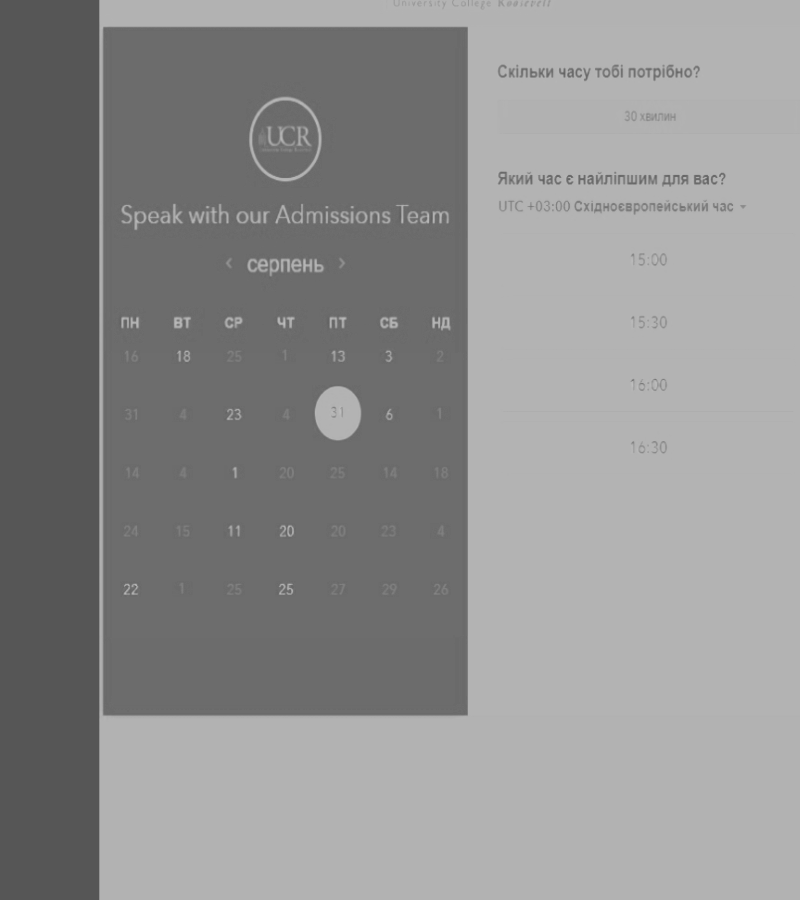 University College Roosevelt
UCR
Speak with our Admissions Team
‹ серпень ›
ПН ВТ СР ЧТ ПТ СБ НД
16 18 25 1 13 3 2
31 4 23 4 31 6 1
14 4 1 20 25 14 18
24 15 11 20 20 23 4
22 1 25 25 27 29 26
Скільки часу тобі потрібно?
30 хвилин
Який час є найліпшим для вас?
UTC +03:00 Східноєвропейський час
15:00
15:30
16:00
16:30